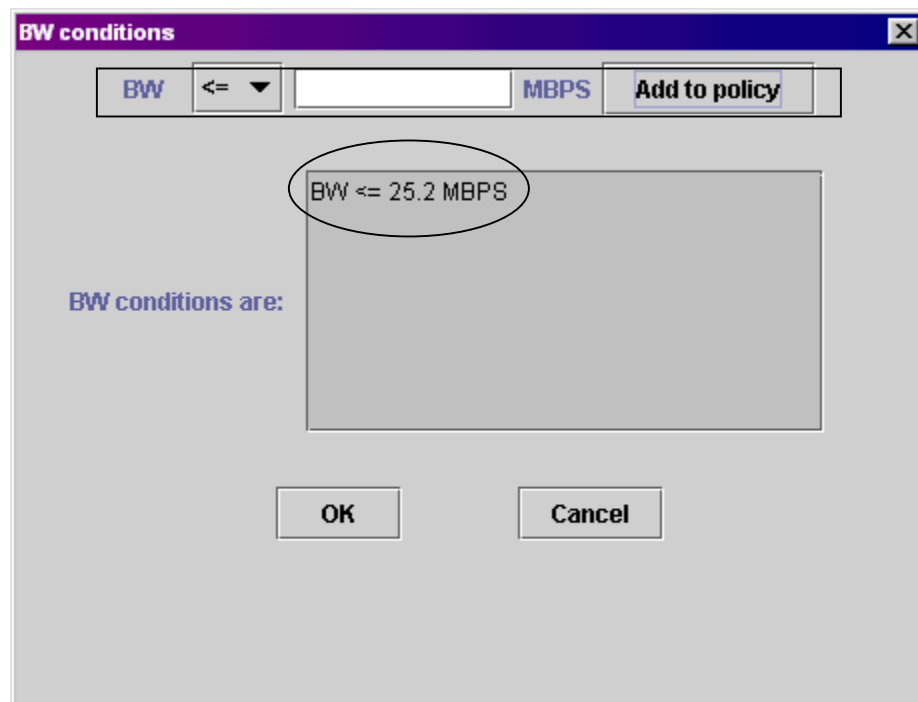 BW conditions
BW <= MBPS Add to policy
BW <= 25.2 MBPS
BW conditions are:
OK Cancel